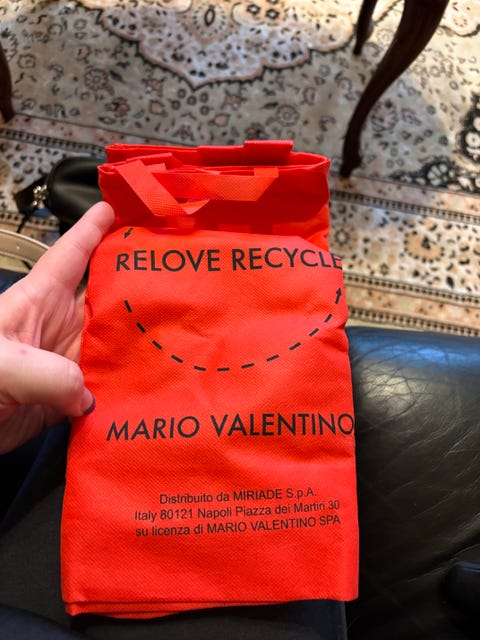 RELOVE RECYCLE
MARIO VALENTINO
Distribuito da MIRIADE S.p.A.
Italy 80121 Napoli Piazza dei Martiri 30
su licenza di MARIO VALENTINO SPA